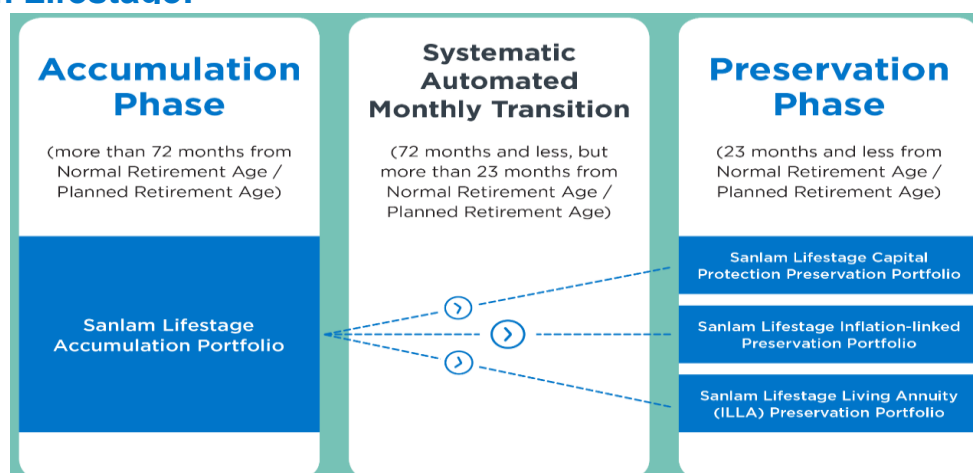 Lifestage.
Accumulation
Phase
(more than 72 months from
Normal Retirement Age /
Planned Retirement Age)
Sanlam Lifestage
Accumulation Portfolio
Systematic
Automated
Monthly Transition
(72 months and less, but
more than 23 months from
Normal Retirement Age /
Planned Retirement Age)
Preservation
Phase
(23 months and less from
Normal Retirement Age /
Planned Retirement Age)
Sanlam Lifestage Capital
Protection Preservation Portfolio
Sanlam Lifestage Inflation-linked
Preservation Portfolio
Sanlam Lifestage Living Annuity
(ILLA) Preservation Portfolio